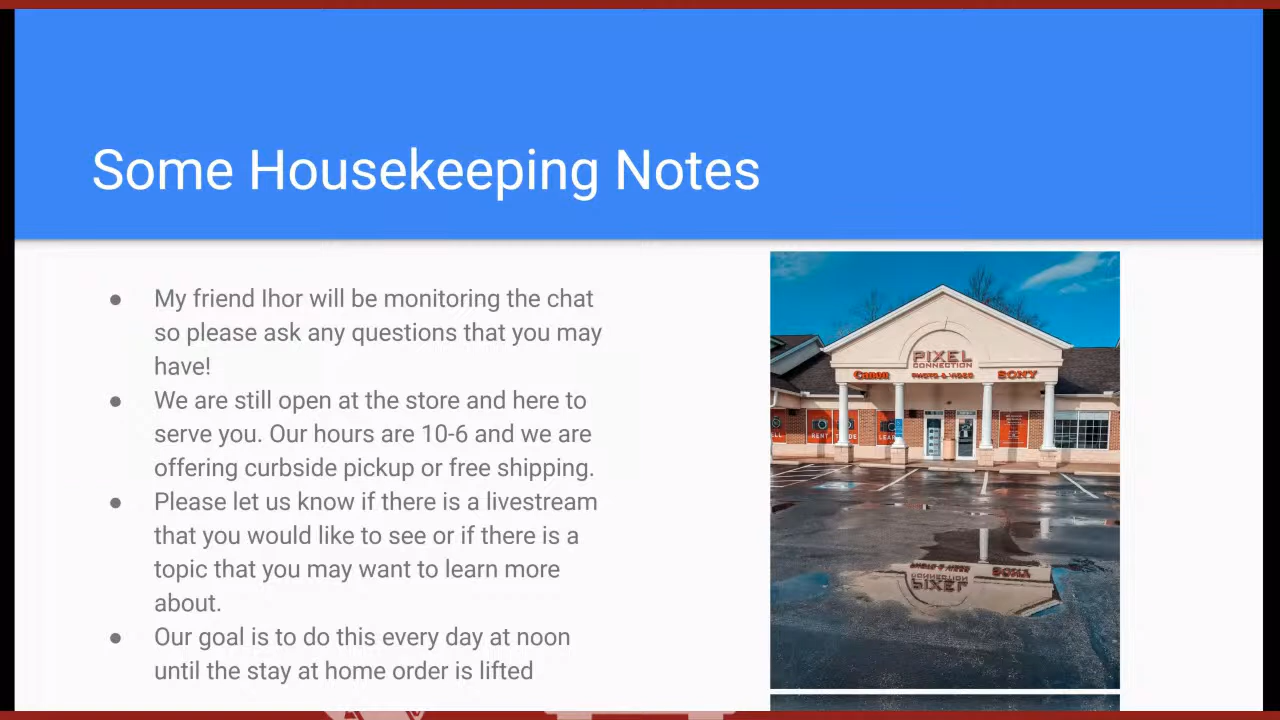 Some Housekeeping Notes
● My friend Ihor will be monitoring the chat
so please ask any questions that you may
have!
● We are still open at the store and here to
serve you. Our hours are 10-6 and we are
offering curbside pickup or free shipping.
● Please let us know if there is a livestream
that you would like to see or if there is a
topic that you may want to learn more
about.
● Our goal is to do this every day at noon
until the stay at home order is lifted
PIXEL
CONNECTION
Canon PHOTO & VIDEO SONY
RENT